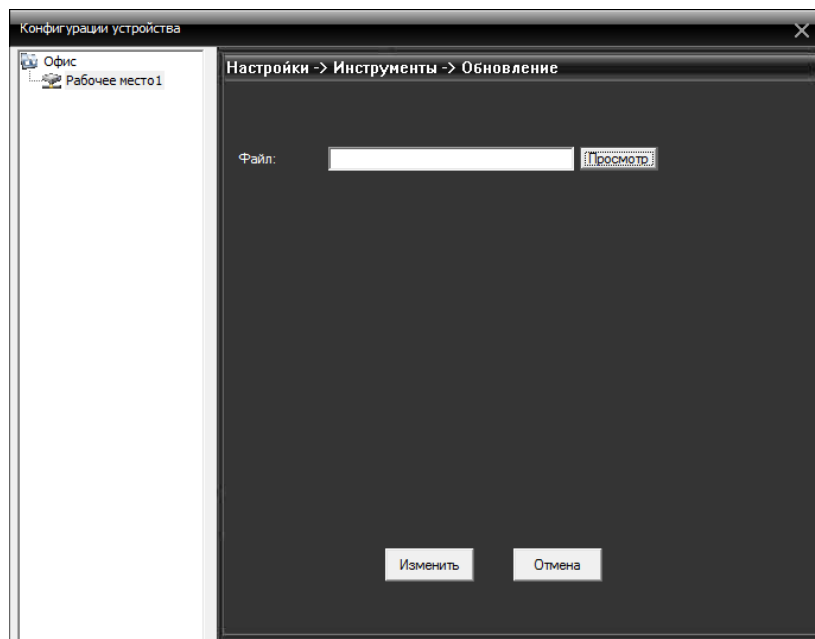 Конфигурации устройства
Офис
Рабочее место1
Настройки -> Инструменты -> Обновление
Файл:
Просмотр
Изменить
Отмена